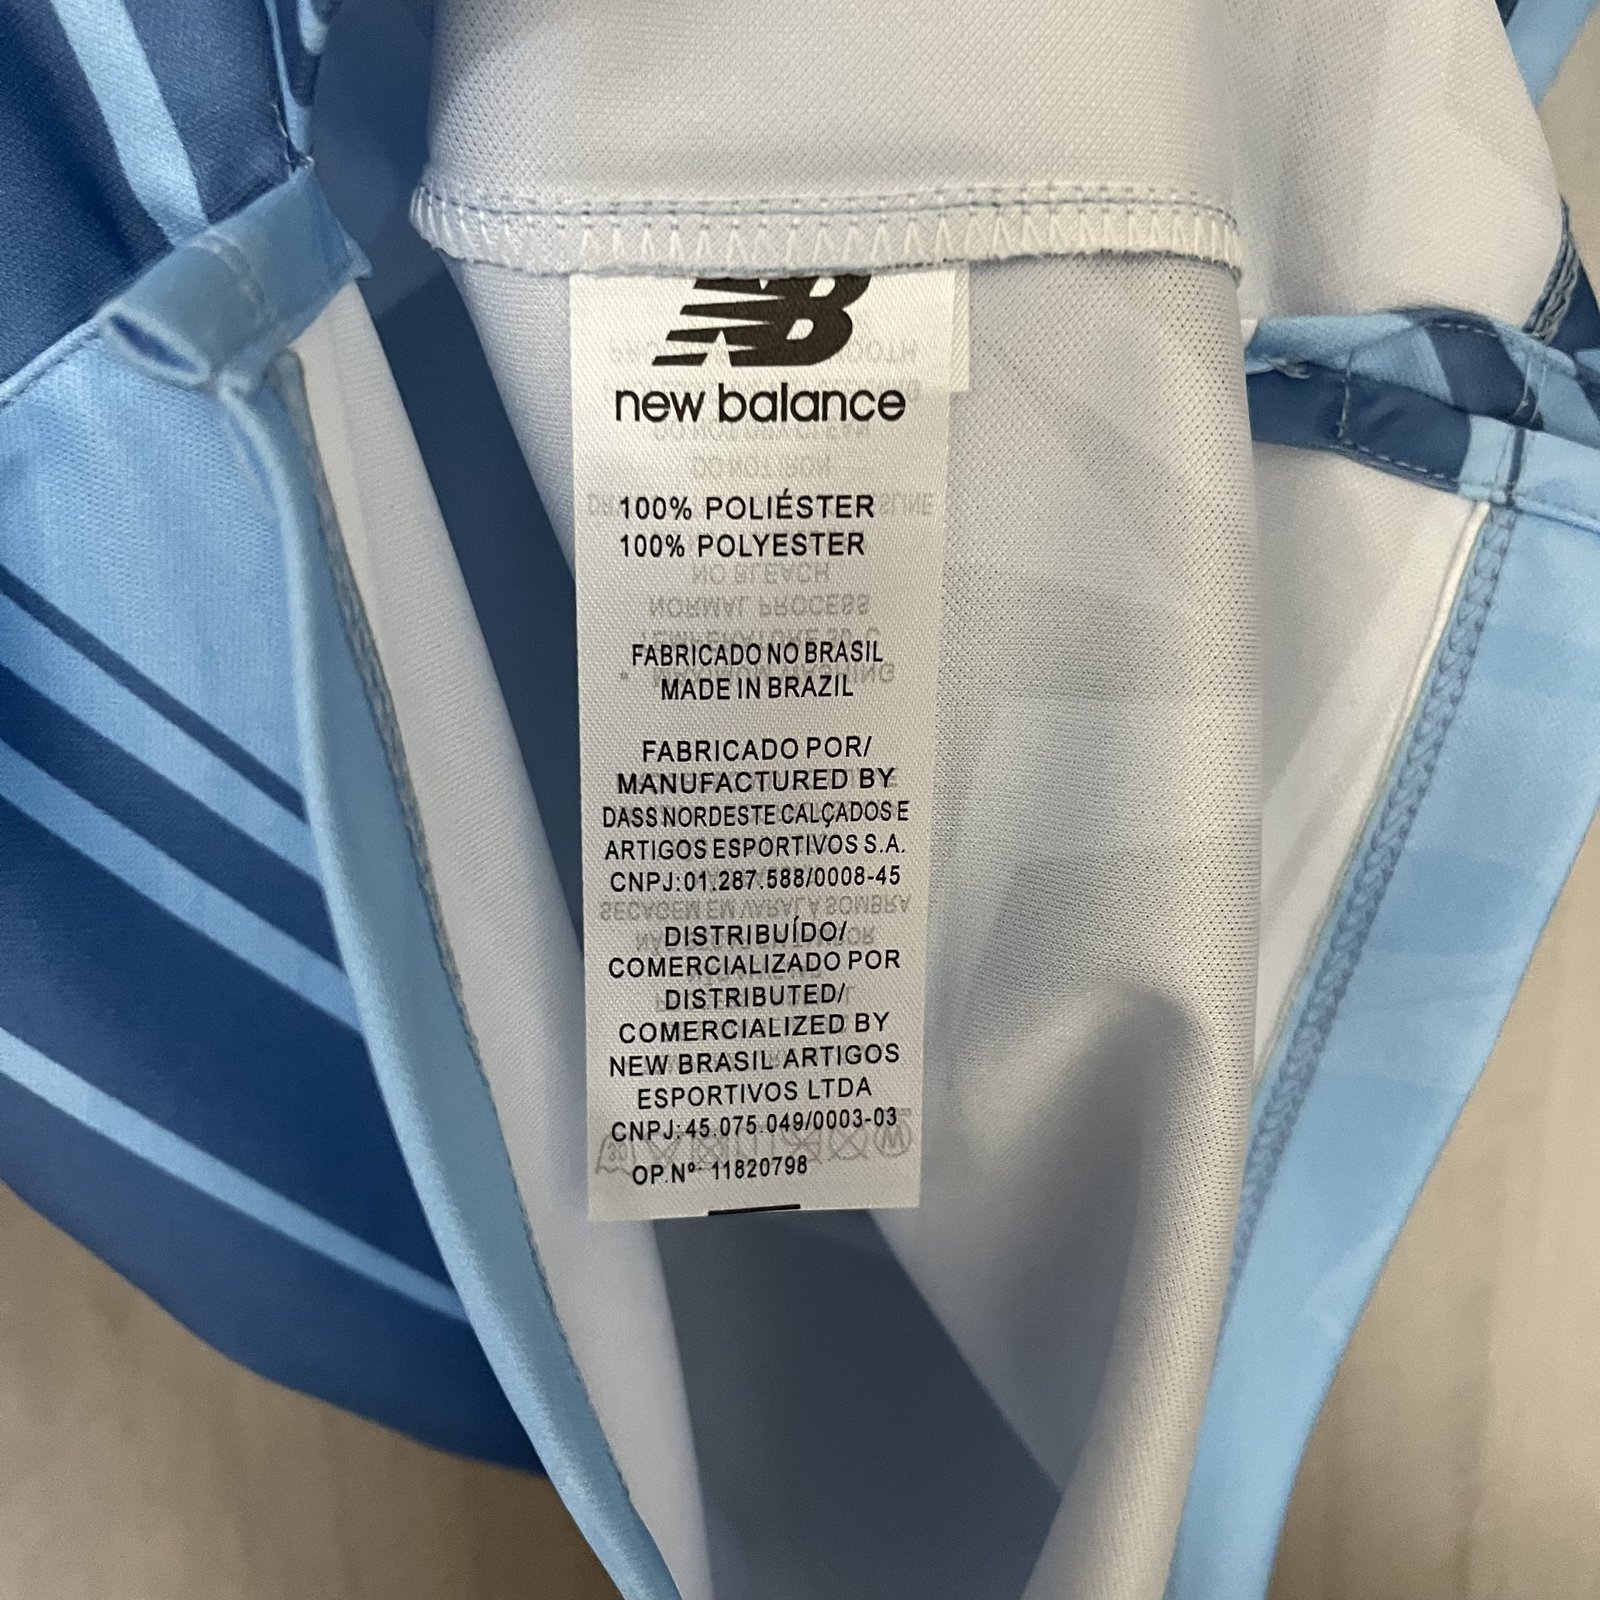 NB
new balance
100% POLIÉSTER
100% POLYESTER
FABRICADO NO BRASIL
MADE IN BRAZIL
FABRICADO POR/
MANUFACTURED BY
DASS NORDESTE CALÇADOS E
ARTIGOS ESPORTIVOS S.A.
CNPJ:01.287.588/0008-45
DISTRIBUÍDO/
COMERCIALIZADO POR
DISTRIBUTED/
COMERCIALIZED BY
NEW BRASIL ARTIGOS
ESPORTIVOS LTDA
CNPJ:45.075.049/0003-03
OP.Nº 11820798